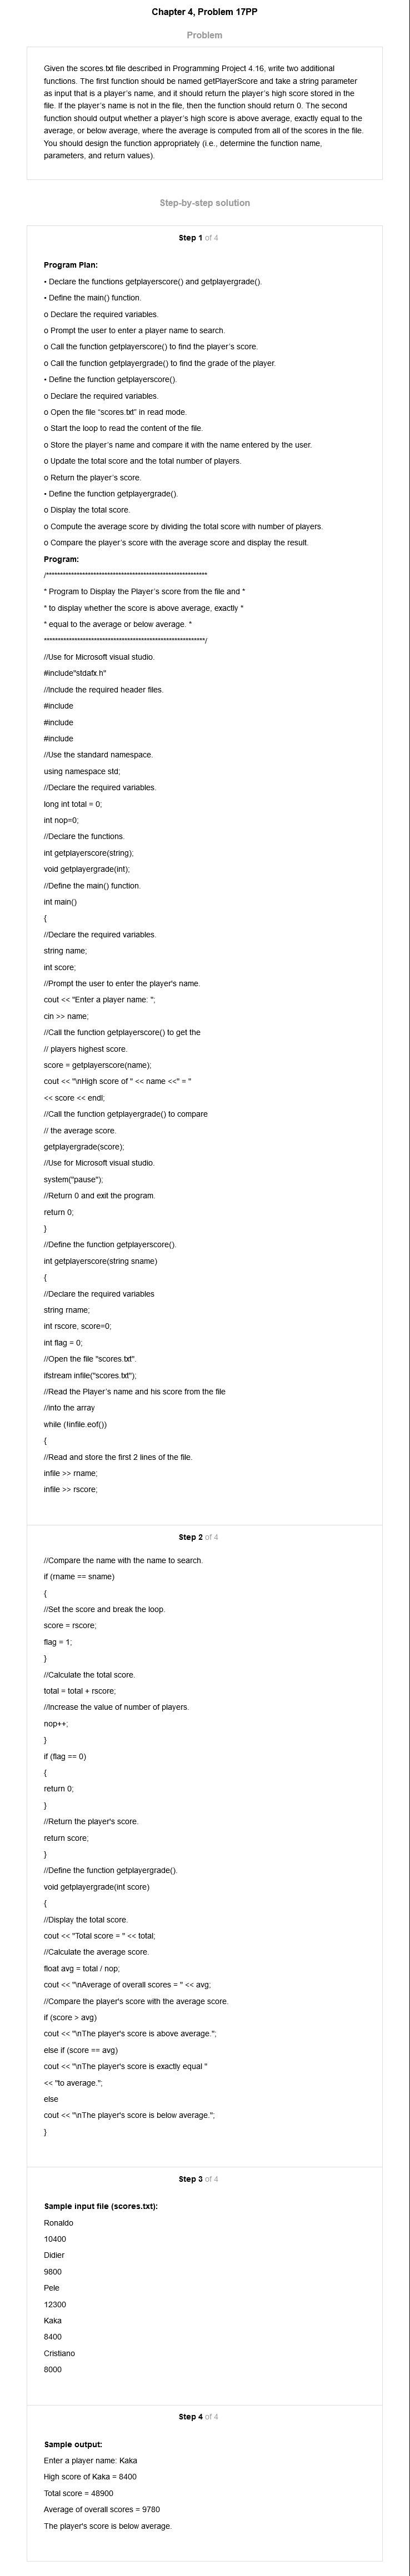 Chapter 4, Problem 17PP
Problem
Given the scores.txt file described in Programming Project 4.16, write two additional
functions. The first function should be named getPlayerScore and take a string parameter
as input that is a player's name, and it should return the player's high score stored in the
file. If the player's name is not in the file, then the function should return 0. The second
function should output whether a player's high score is above average, exactly equal to the
average, or below average, where the average is computed from all of the scores in the file.
You should design the function appropriately (i.e., determine the function name,
parameters, and return values).
Step-by-step solution
Step 1 of 4
Program Plan:
• Declare the functions getplayerscore() and getplayergrade().
• Define the main() function.
o Declare the required variables.
o Prompt the user to enter a player name to search.
o Call the function getplayerscore() to find the player's score.
o Call the function getplayergrade() to find the grade of the player.
• Define the function getplayerscore().
o Declare the required variables.
o Open the file "scores.txt" in read mode.
o Start the loop to read the content of the file.
o Store the player's name and compare it with the name entered by the user.
o Update the total score and the total number of players.
o Return the player's score.
• Define the function getplayergrade().
o Display the total score.
o Compute the average score by dividing the total score with number of players.
o Compare the player's score with the average score and display the result.
Program:
/**********************************************************
* Program to Display the Player's score from the file and *
* to display whether the score is above average, exactly *
* equal to the average or below average. *
**********************************************************/
//Use for Microsoft visual studio.
#include"stdafx.h"
//Include the required header files.
#include
#include
#include
//Use the standard namespace.
using namespace std;
//Declare the required variables.
long int total = 0;
int nop=0;
//Declare the functions.
int getplayerscore(string);
void getplayergrade(int);
//Define the main() function.
int main()
{
//Declare the required variables.
string name;
int score;
//Prompt the user to enter the player's name.
cout << "Enter a player name: ";
cin >> name;
//Call the function getplayerscore() to get the
// players highest score.
score = getplayerscore(name);
cout << "\nHigh score of " << name <<" = "
<< score << endl;
//Call the function getplayergrade() to compare
// the average score.
getplayergrade(score);
//Use for Microsoft visual studio.
system("pause");
//Return 0 and exit the program.
return 0;
}
//Define the function getplayerscore().
int getplayerscore(string sname)
{
//Declare the required variables
string rname;
int rscore, score=0;
int flag = 0;
//Open the file "scores.txt".
ifstream infile("scores.txt");
//Read the Player's name and his score from the file
//into the array
while (!infile.eof())
{
//Read and store the first 2 lines of the file.
infile >> rname;
infile >> rscore;
Step 2 of 4
//Compare the name with the name to search.
if (rname == sname)
{
//Set the score and break the loop.
score = rscore;
flag = 1;
}
//Calculate the total score.
total = total + rscore;
//Increase the value of number of players.
nop++;
}
if (flag == 0)
{
return 0;
}
//Return the player's score.
return score;
}
//Define the function getplayergrade().
void getplayergrade(int score)
{
//Display the total score.
cout << "Total score = " << total;
//Calculate the average score.
float avg = total / nop;
cout << "\nAverage of overall scores = " << avg;
//Compare the player's score with the average score.
if (score > avg)
cout << "\nThe player's score is above average.";
else if (score == avg)
cout << "\nThe player's score is exactly equal "
<< "to average.";
else
cout << "\nThe player's score is below average.";
}
Step 3 of 4
Sample input file (scores.txt):
Ronaldo
10400
Didier
9800
Pele
12300
Kaka
8400
Cristiano
8000
Step 4 of 4
Sample output:
Enter a player name: Kaka
High score of Kaka = 8400
Total score = 48900
Average of overall scores = 9780
The player's score is below average.